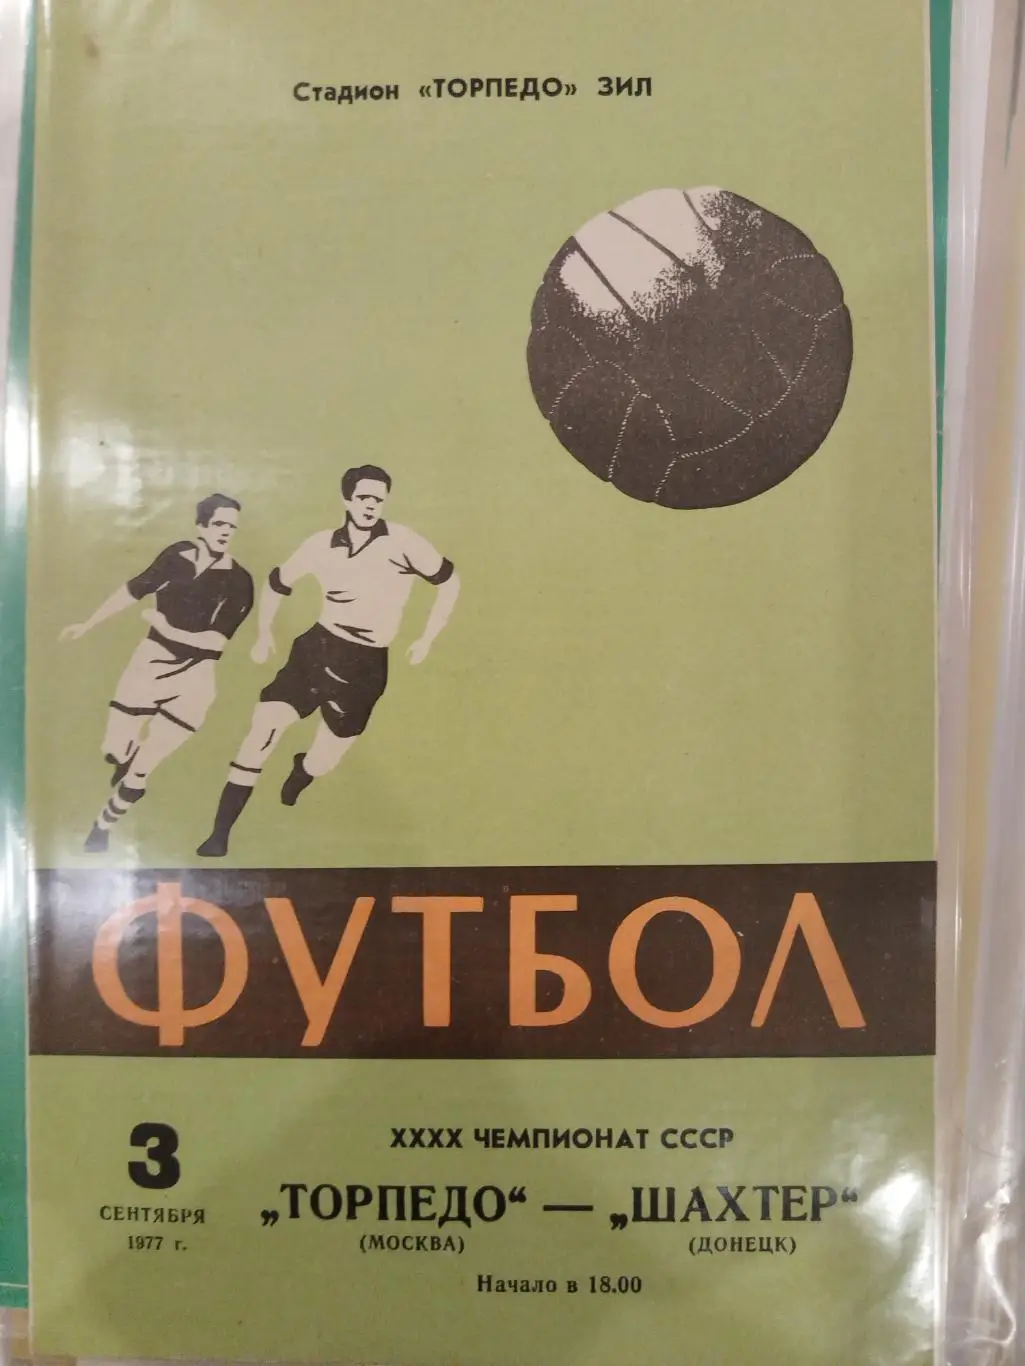 Стадион «ТОРПЕДО» ЗИЛ
ФУТБОЛ
3
СЕНТЯБРЯ
1977 г.
XXXX ЧЕМПИОНАТ СССР
„ТОРПЕДО“ — „ШАХТЕР“
(МОСКВА) (ДОНЕЦК)
Начало в 18.00